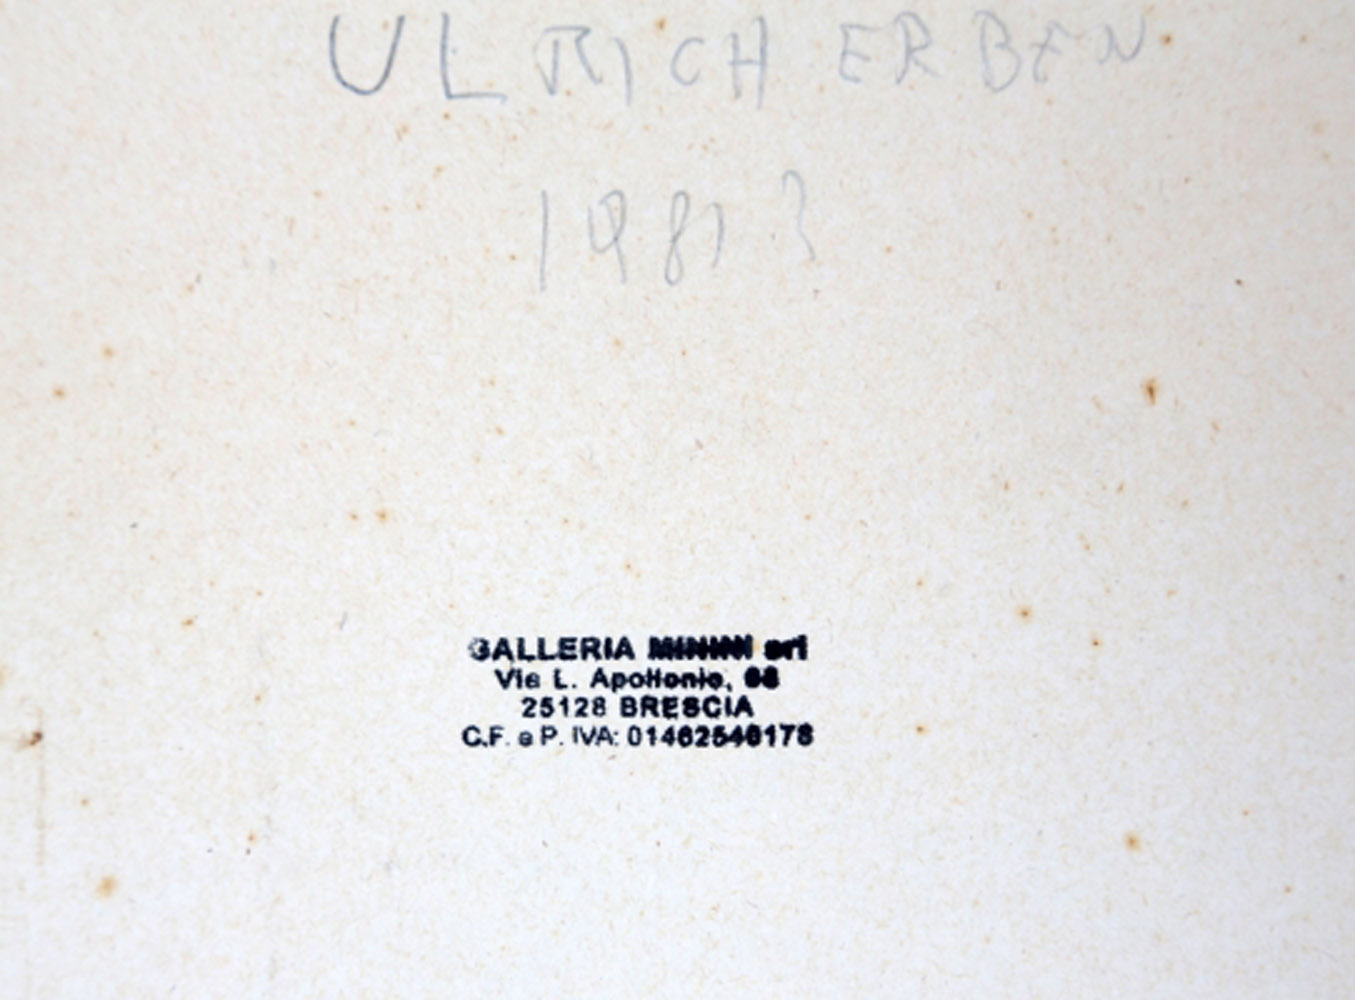 ULRICH ERBEN
1981 ?
GALLERIA MININI srl
Via L. Apollonio, 68
25128 BRESCIA
C.F. e P. IVA: 01462540178